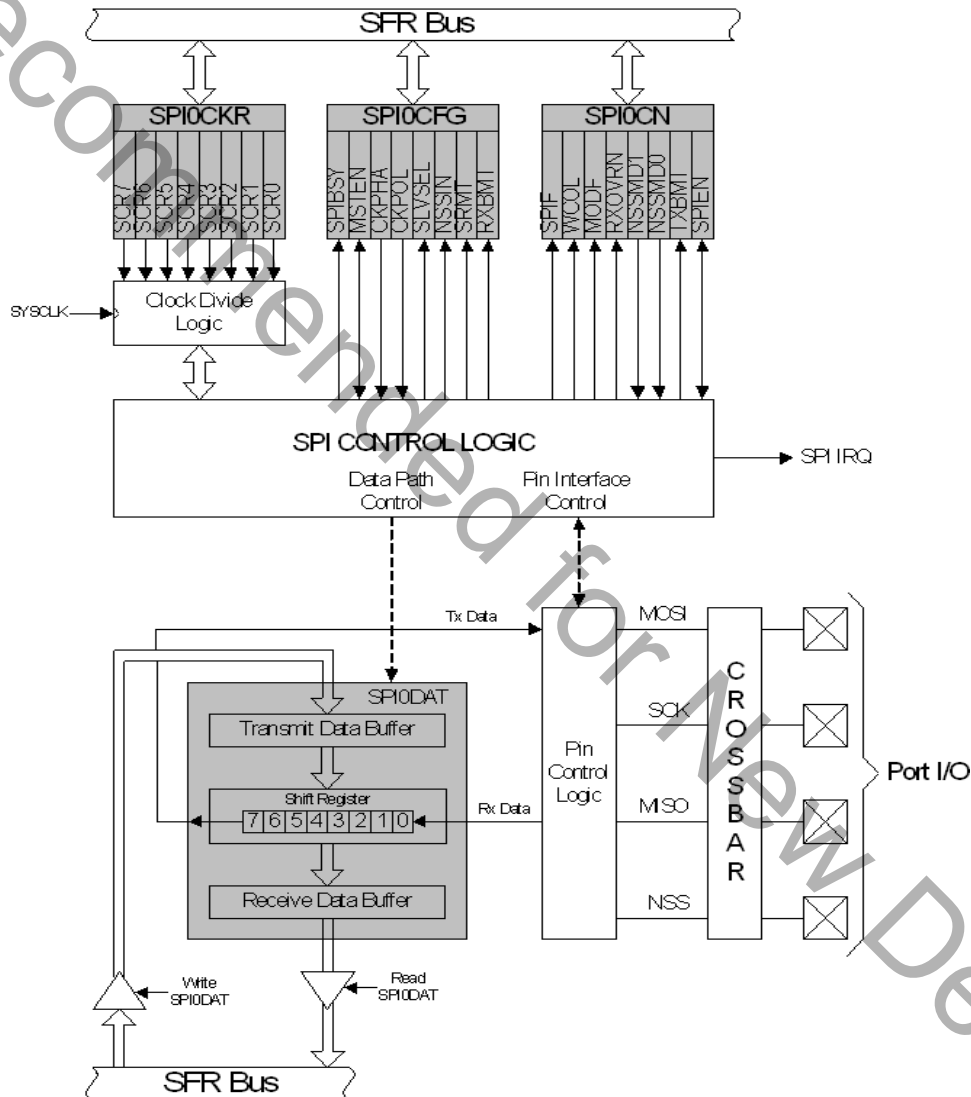 SFR Bus
SPI0CKR
SCR7
SCR6
SCR5
SCR4
SCR3
SCR2
SCR1
SCR0
SPI0CFG
SPIBSY
MSTEN
CKPHA
CKPOL
SLVSEL
NSSIN
SRMT
RXBMT
SPI0CN
SPIF
WCOL
MODF
RXOVRN
NSSMD1
NSSMD0
TXBMT
SPIEN
SYSCLK
Clock Divide
Logic
SPI CONTROL LOGIC
Data Path
Control
Pin Interface
Control
SPI IRQ
Tx Data
MOSI
SPI0DAT
Transmit Data Buffer
SCK
Shift Register
7 6 5 4 3 2 1 0
Rx Data
Pin
Control
Logic
MISO
Receive Data Buffer
NSS
CROSSBAR
Port I/O
Write
SPI0DAT
Read
SPI0DAT
SFR Bus
ecommended for New De